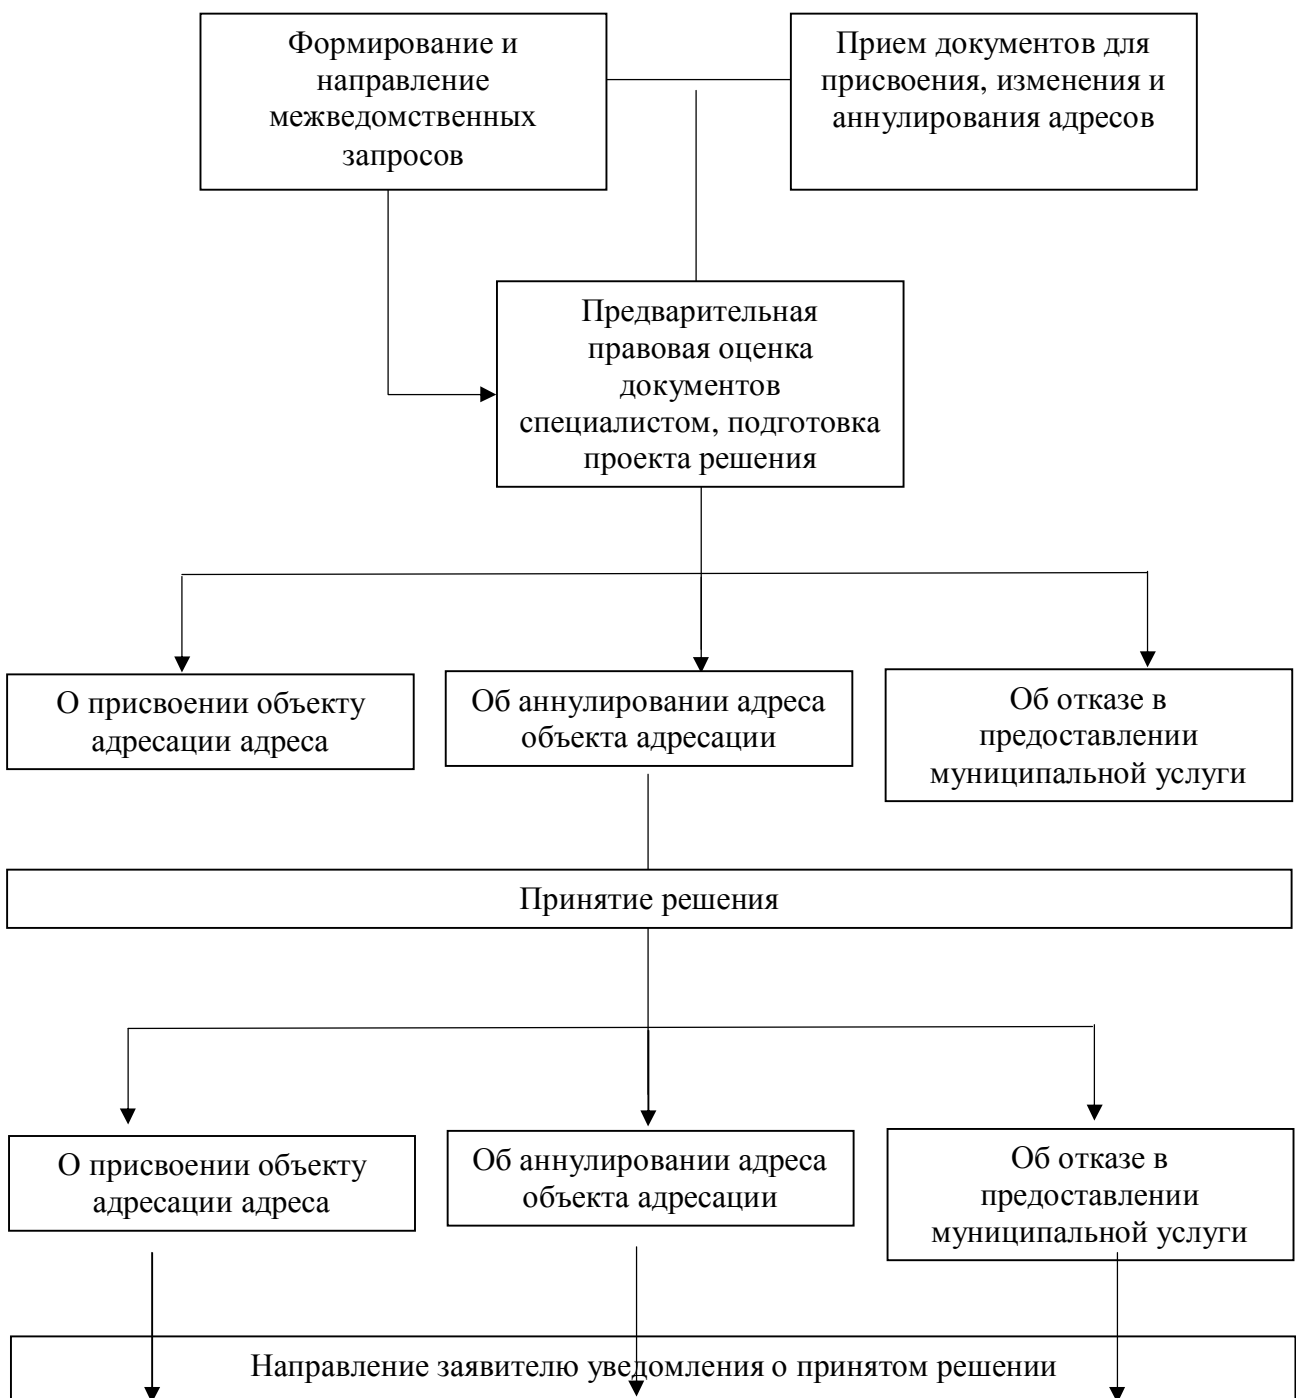 Формирование и
направление
межведомственных
запросов
Прием документов для
присвоения, изменения и
аннулирования адресов
Предварительная
правовая оценка
документов
специалистом, подготовка
проекта решения
О присвоении объекту
адресации адреса
Об аннулировании адреса
объекта адресации
Об отказе в
предоставлении
муниципальной услуги
Принятие решения
О присвоении объекту
адресации адреса
Об аннулировании адреса
объекта адресации
Об отказе в
предоставлении
муниципальной услуги
Направление заявителю уведомления о принятом решении